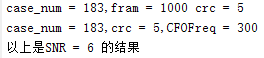 case_num = 183,fram = 1000 crc = 5
case_num = 183,crc = 5,CFOFreq = 300
以上是SNR = 6 的结果